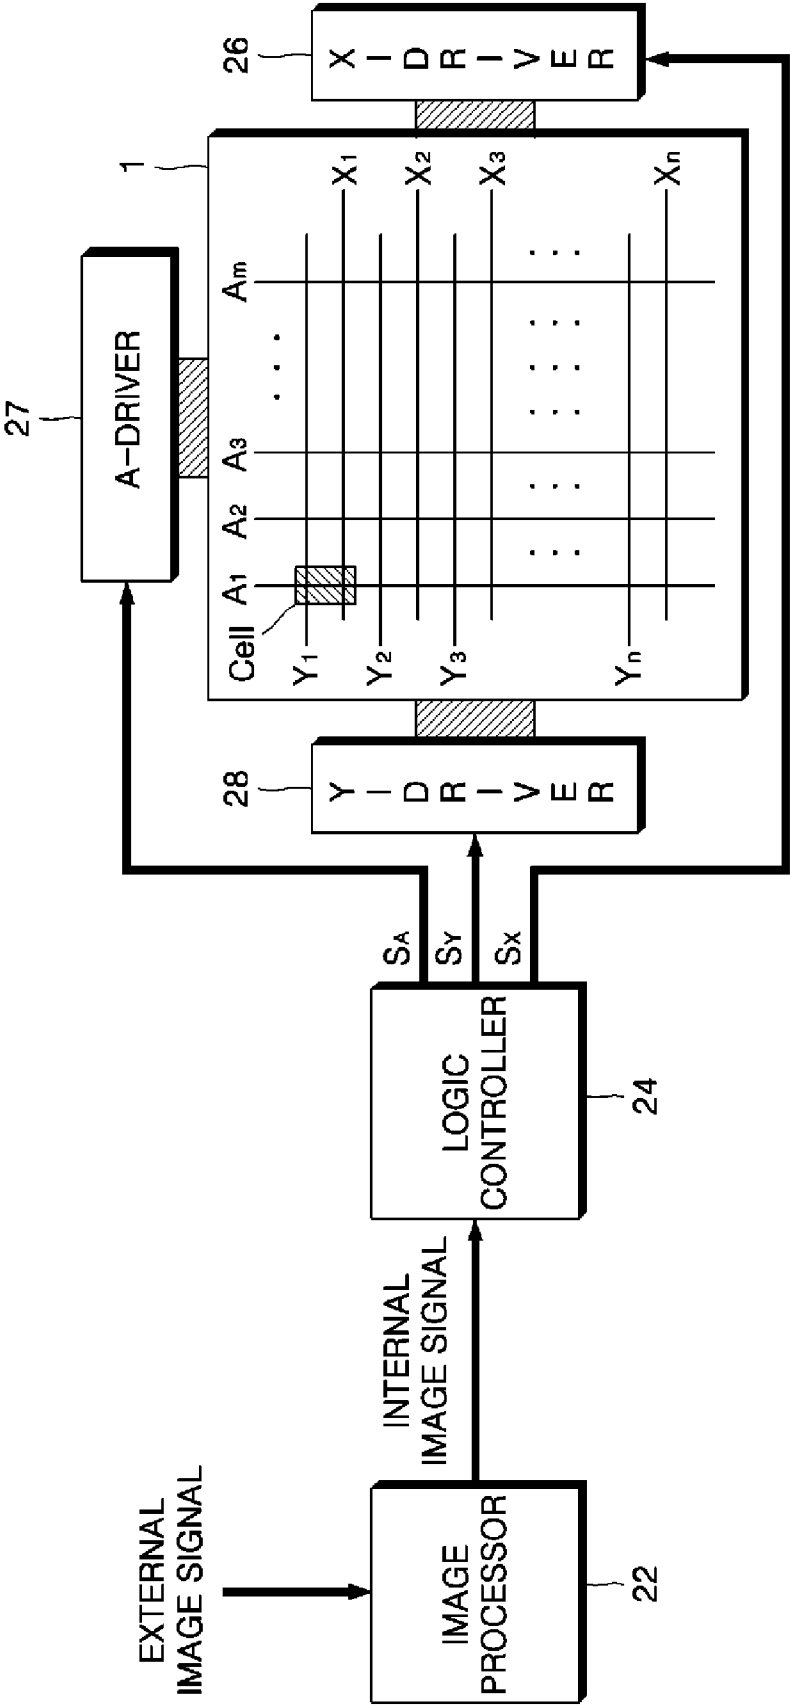 EXTERNAL
IMAGE SIGNAL
IMAGE
PROCESSOR
22
INTERNAL
IMAGE SIGNAL
LOGIC
CONTROLLER
24
SA
SY
SX
27
A-DRIVER
28
Y-DRIVER
26
X-DRIVER
1
Cell
A1 A2 A3 ... Am
Y1
X1
Y2
X2
Y3
X3
... ... ... ... ... ...
Yn
Xn